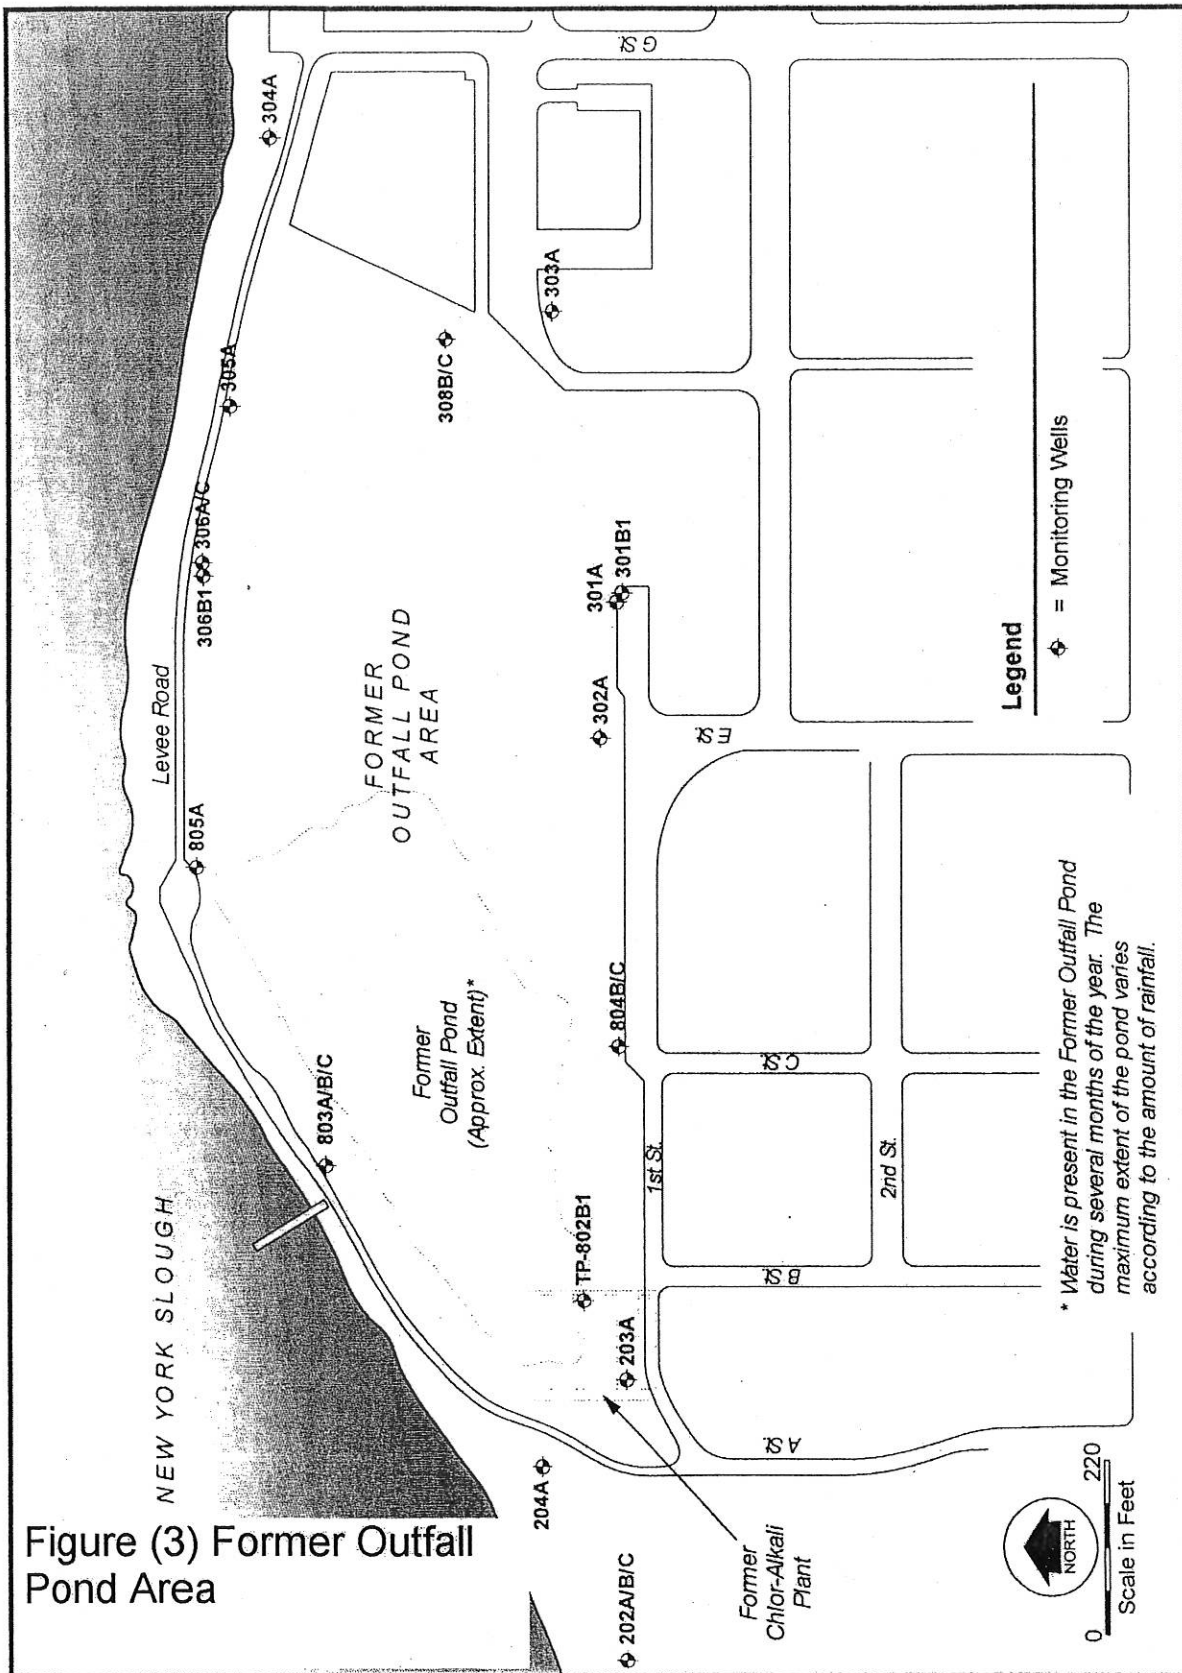 Figure (3) Former Outfall
Pond Area
NEW YORK SLOUGH
Levee Road
304A
305A
306A/C
306B1
805A
803A/B/C
308B/C
303A
301A
301B1
302A
804B/C
TP-802B1
203A
204A
202A/B/C
FORMER
OUTFALL POND
AREA
Former
Outfall Pond
(Approx. Extent)*
Former
Chlor-Alkali
Plant
G St.
E St.
C St.
B St.
A St.
1st St.
2nd St.
Legend
= Monitoring Wells
* Water is present in the Former Outfall Pond
during several months of the year. The
maximum extent of the pond varies
according to the amount of rainfall.
NORTH
0 220
Scale in Feet